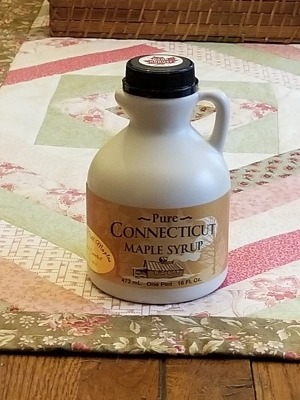 Pure
CONNECTICUT
MAPLE SYRUP
473 mL. One Pint 16 Fl. Oz.